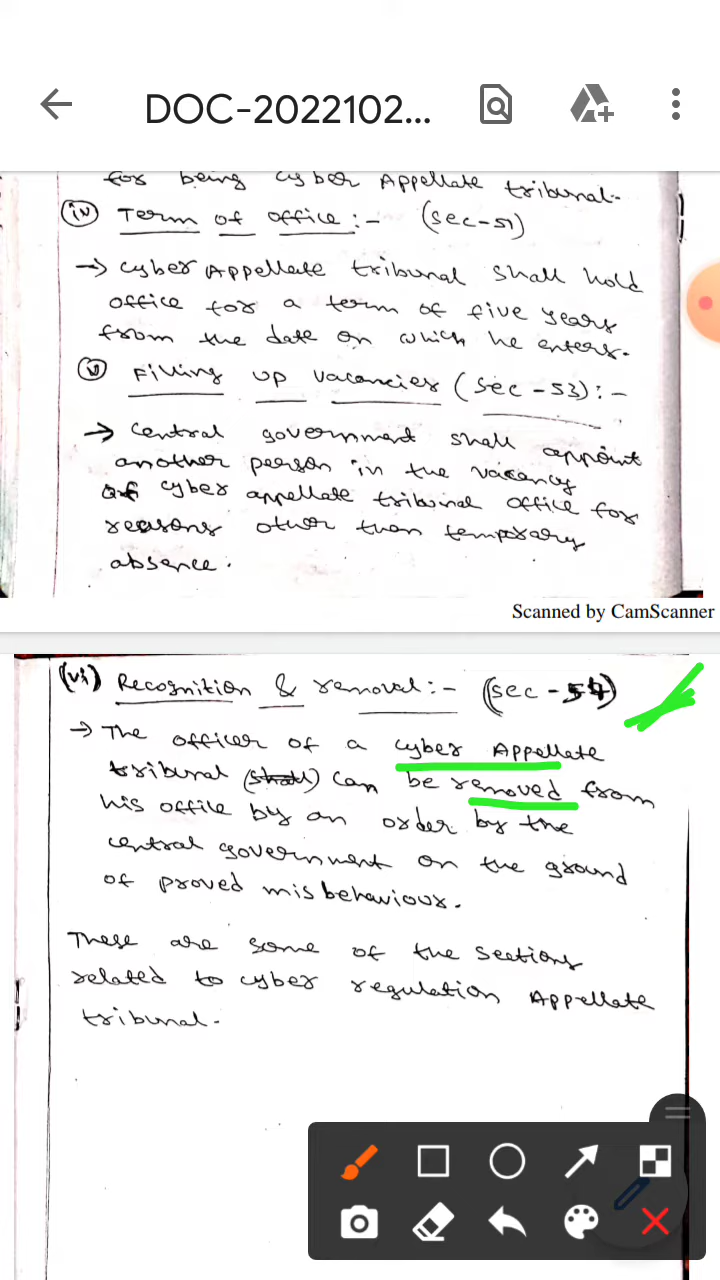 DOC-2022102...
for being cyber Appellate tribunal.
(iv) Term of office :- (sec-51)
→ cyber Appellate tribunal shall hold
office for a term of five years
from the date on which he enters.
(v) Filling up vacancies (sec-53):-
→ Central government shall appoint
another person in the vacancy
of cyber appellate tribunal office for
reasons other than temporary
absence.
Scanned by CamScanner
(vi) Recognition & removal:- (sec-54)
→ The officer of a cyber Appellate
tribunal (shall) can be removed from
his office by an order by the
central government on the ground
of proved misbehaviour.
These are some of the sections
related to cyber regulation Appellate
tribunal.